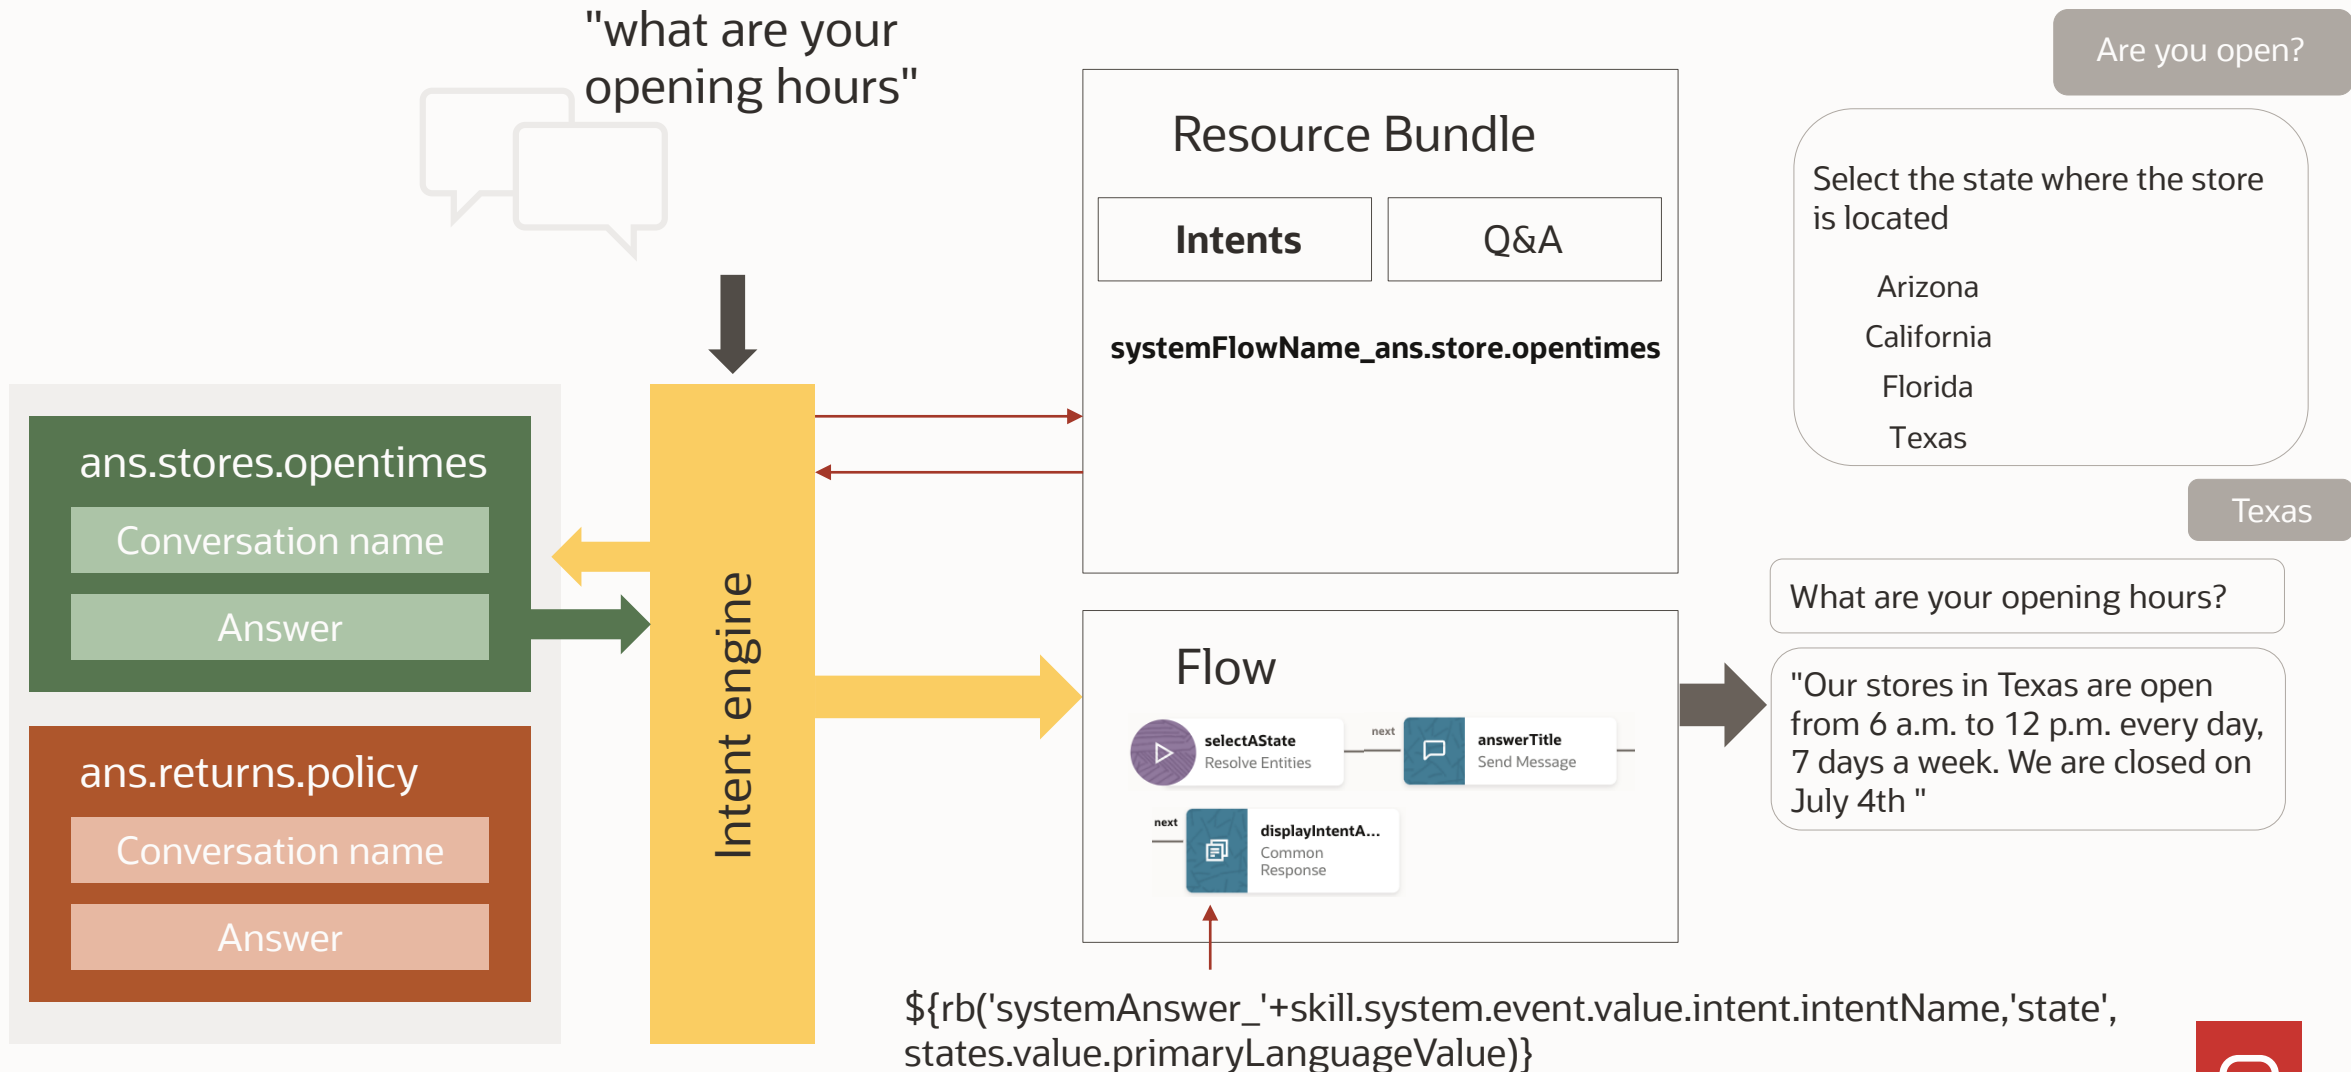 "what are your
opening hours"
Resource Bundle
Intents
Q&A
systemFlowName_ans.store.opentimes
ans.stores.opentimes
Conversation name
Answer
ans.returns.policy
Conversation name
Answer
Intent engine
Flow
selectAState
Resolve Entities
next
answerTitle
Send Message
next
displayIntentA...
Common
Response
${rb('systemAnswer_'+skill.system.event.value.intent.intentName,'state',
states.value.primaryLanguageValue)}
Are you open?
Select the state where the store
is located
Arizona
California
Florida
Texas
Texas
What are your opening hours?
"Our stores in Texas are open
from 6 a.m. to 12 p.m. every day,
7 days a week. We are closed on
July 4th "